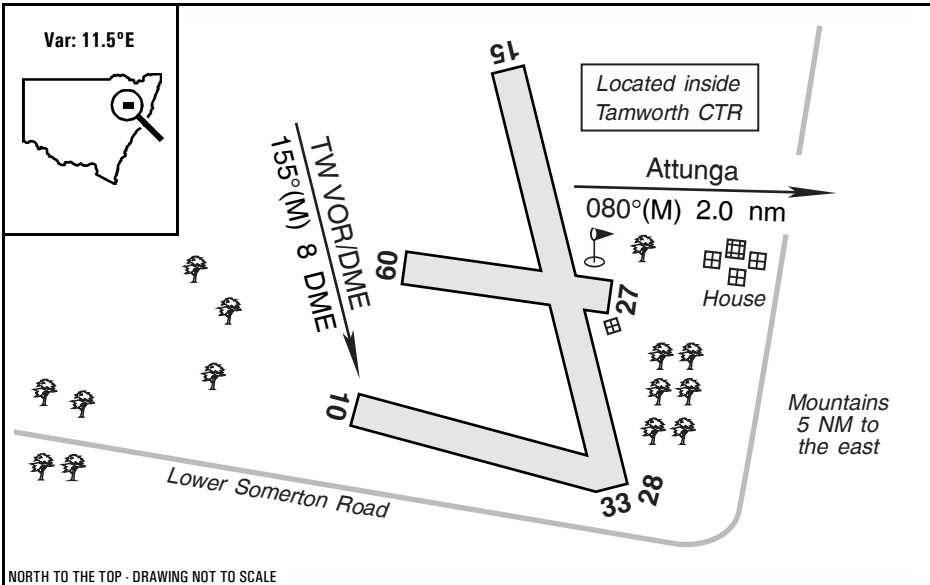 Var: 11.5ºE
15
Located inside
Tamworth CTR
Attunga
080°(M) 2.0 nm
TW VOR/DME
155°(M) 8 DME
09
27
House
10
33
28
Mountains
5 NM to
the east
Lower Somerton Road
NORTH TO THE TOP - DRAWING NOT TO SCALE